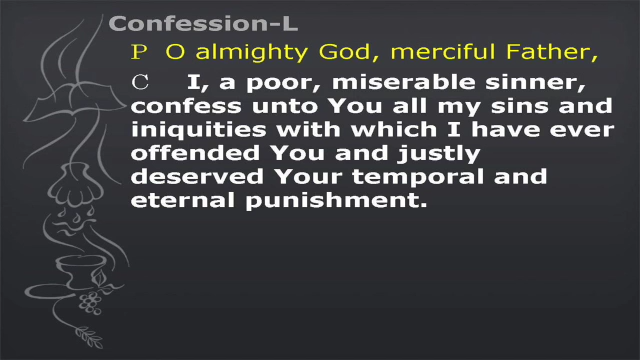 Confession-L
P O almighty God, merciful Father,
C I, a poor, miserable sinner,
confess unto You all my sins and
iniquities with which I have ever
offended You and justly
deserved Your temporal and
eternal punishment.